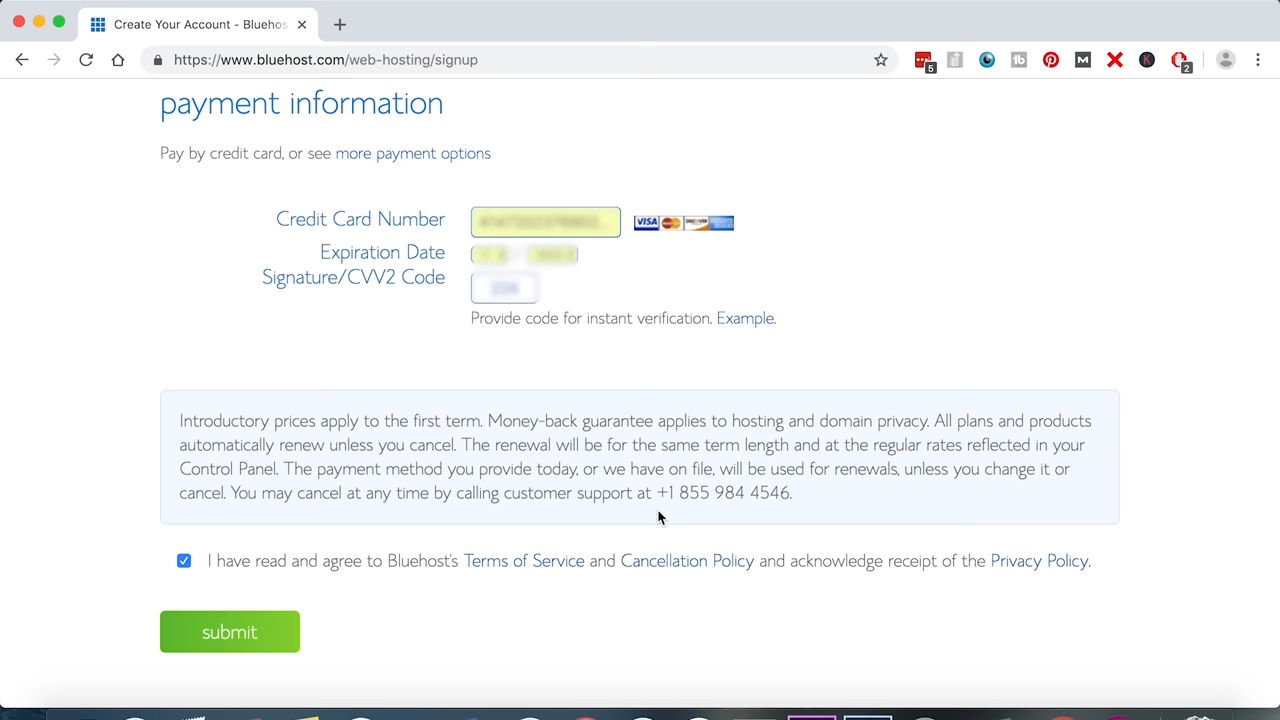 Create Your Account - Bluehos
https://www.bluehost.com/web-hosting/signup
5
2
payment information
Pay by credit card, or see more payment options
Credit Card Number
VISA
Expiration Date
Signature/CVV2 Code
Provide code for instant verification. Example.
Introductory prices apply to the first term. Money-back guarantee applies to hosting and domain privacy. All plans and products
automatically renew unless you cancel. The renewal will be for the same term length and at the regular rates reflected in your
Control Panel. The payment method you provide today, or we have on file, will be used for renewals, unless you change it or
cancel. You may cancel at any time by calling customer support at +1 855 984 4546.
I have read and agree to Bluehost's Terms of Service and Cancellation Policy and acknowledge receipt of the Privacy Policy.
submit